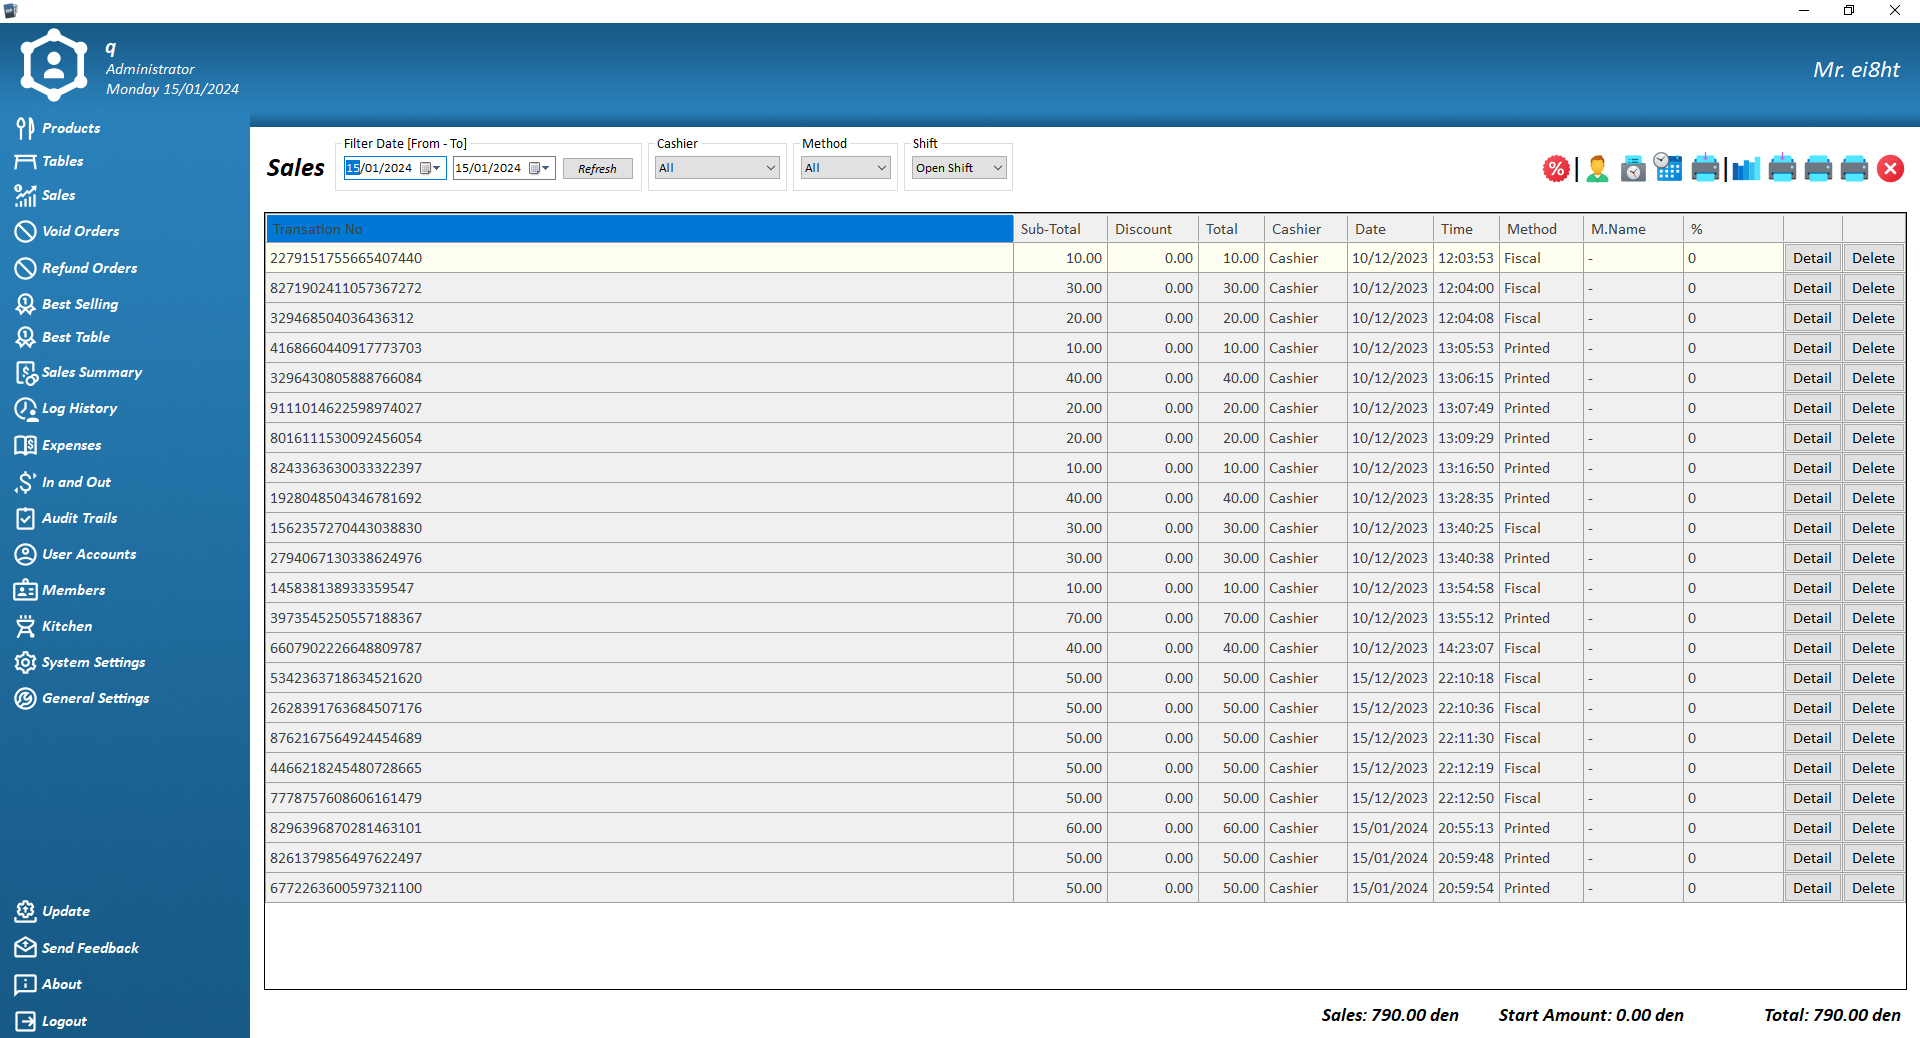 q
Administrator
Monday 15/01/2024
Mr. ei8ht
Products
Tables
Sales
Void Orders
Refund Orders
Best Selling
Best Table
Sales Summary
Log History
Expenses
In and Out
Audit Trails
User Accounts
Members
Kitchen
System Settings
General Settings
Update
Send Feedback
About
Logout
Sales
Filter Date [From - To]
15/01/2024 15/01/2024 Refresh
Cashier
All
Method
All
Shift
Open Shift
Transation No Sub-Total Discount Total Cashier Date Time Method M.Name %
2279151755665407440 10.00 0.00 10.00 Cashier 10/12/2023 12:03:53 Fiscal - 0 Detail Delete
8271902411057367272 30.00 0.00 30.00 Cashier 10/12/2023 12:04:00 Fiscal - 0 Detail Delete
329468504036436312 20.00 0.00 20.00 Cashier 10/12/2023 12:04:08 Fiscal - 0 Detail Delete
4168660440917773703 10.00 0.00 10.00 Cashier 10/12/2023 13:05:53 Printed - 0 Detail Delete
3296430805888766084 40.00 0.00 40.00 Cashier 10/12/2023 13:06:15 Printed - 0 Detail Delete
9111014622598974027 20.00 0.00 20.00 Cashier 10/12/2023 13:07:49 Printed - 0 Detail Delete
8016111530092456054 20.00 0.00 20.00 Cashier 10/12/2023 13:09:29 Printed - 0 Detail Delete
8243363630033322397 10.00 0.00 10.00 Cashier 10/12/2023 13:16:50 Printed - 0 Detail Delete
1928048504346781692 40.00 0.00 40.00 Cashier 10/12/2023 13:28:35 Printed - 0 Detail Delete
1562357270443038830 30.00 0.00 30.00 Cashier 10/12/2023 13:40:25 Fiscal - 0 Detail Delete
2794067130338624976 30.00 0.00 30.00 Cashier 10/12/2023 13:40:38 Printed - 0 Detail Delete
145838138933359547 10.00 0.00 10.00 Cashier 10/12/2023 13:54:58 Fiscal - 0 Detail Delete
3973545250557188367 70.00 0.00 70.00 Cashier 10/12/2023 13:55:12 Printed - 0 Detail Delete
6607902226648809787 40.00 0.00 40.00 Cashier 10/12/2023 14:23:07 Fiscal - 0 Detail Delete
5342363718634521620 50.00 0.00 50.00 Cashier 15/12/2023 22:10:18 Fiscal - 0 Detail Delete
2628391763684507176 50.00 0.00 50.00 Cashier 15/12/2023 22:10:36 Fiscal - 0 Detail Delete
8762167564924454689 50.00 0.00 50.00 Cashier 15/12/2023 22:11:30 Fiscal - 0 Detail Delete
4466218245480728665 50.00 0.00 50.00 Cashier 15/12/2023 22:12:19 Fiscal - 0 Detail Delete
7778757608606161479 50.00 0.00 50.00 Cashier 15/12/2023 22:12:50 Fiscal - 0 Detail Delete
8296396870281463101 60.00 0.00 60.00 Cashier 15/01/2024 20:55:13 Printed - 0 Detail Delete
8261379856497622497 50.00 0.00 50.00 Cashier 15/01/2024 20:59:48 Printed - 0 Detail Delete
6772263600597321100 50.00 0.00 50.00 Cashier 15/01/2024 20:59:54 Printed - 0 Detail Delete
Sales: 790.00 den Start Amount: 0.00 den Total: 790.00 den